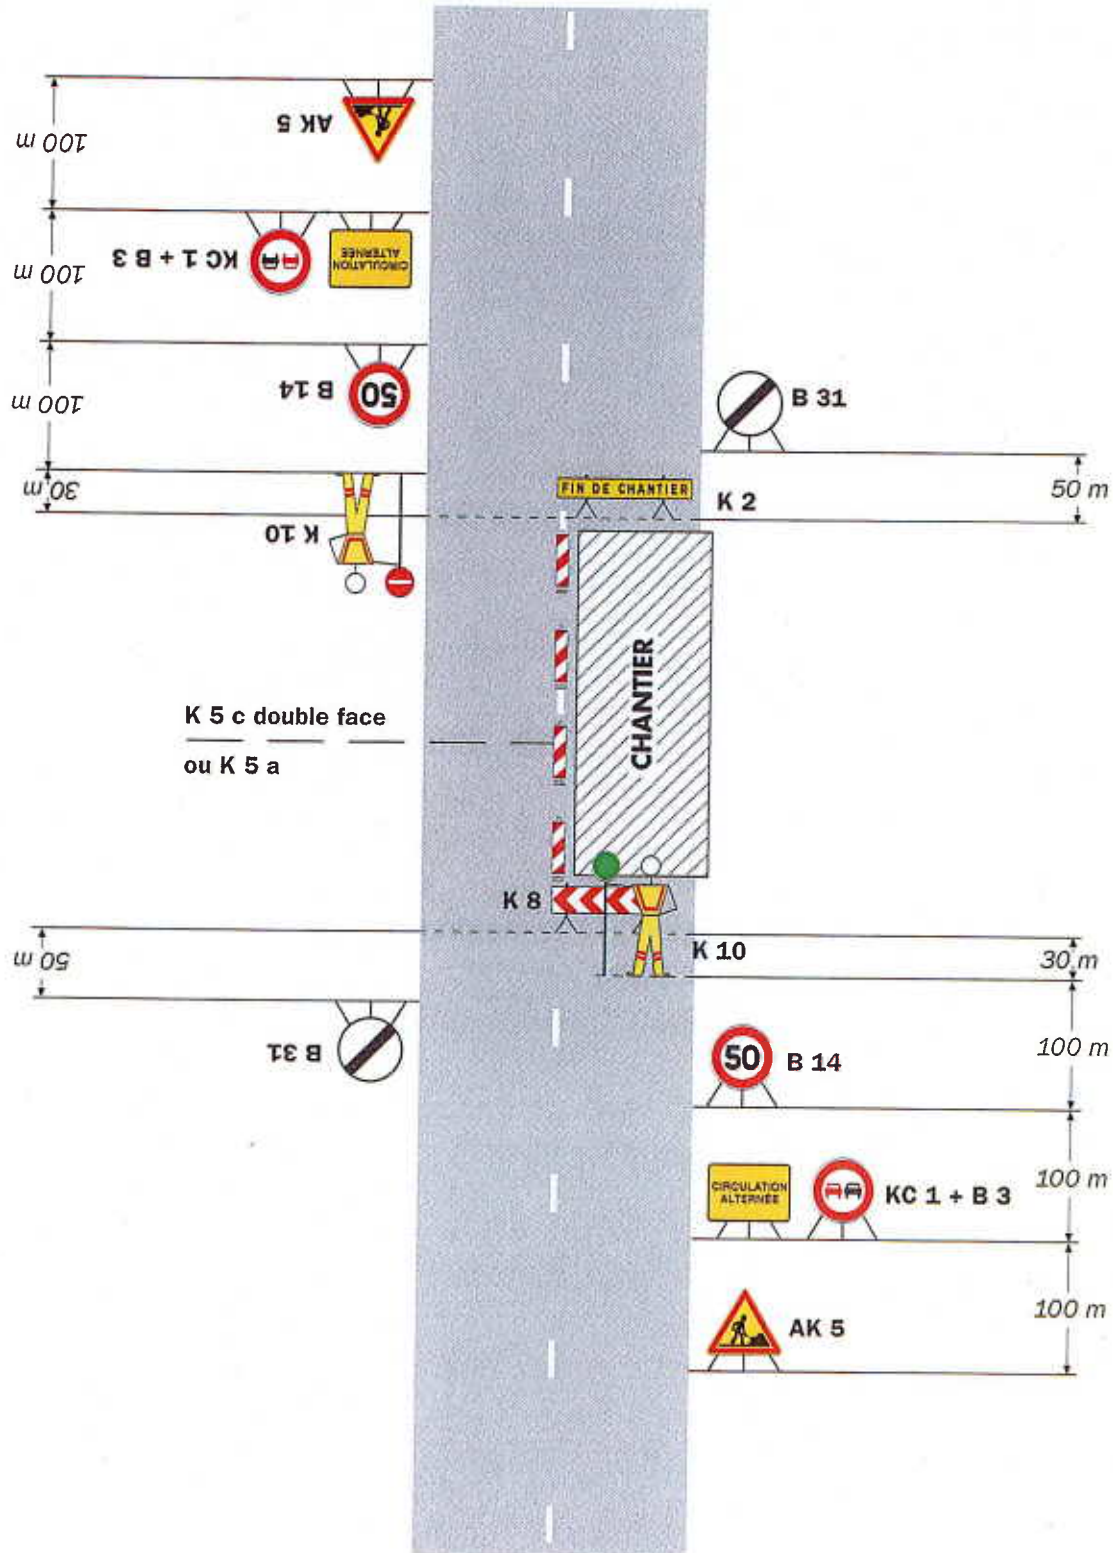 AK 5
100 m
KC 1 + B 3
CIRCULATION
ALTERNÉE
100 m
B 14
50
100 m
B 31
30 m
FIN DE CHANTIER
K 2
50 m
K 10
CHANTIER
K 5 c double face
ou K 5 a
K 8
K 10
50 m
30 m
B 31
50
B 14
100 m
CIRCULATION
ALTERNÉE
KC 1 + B 3
100 m
AK 5
100 m